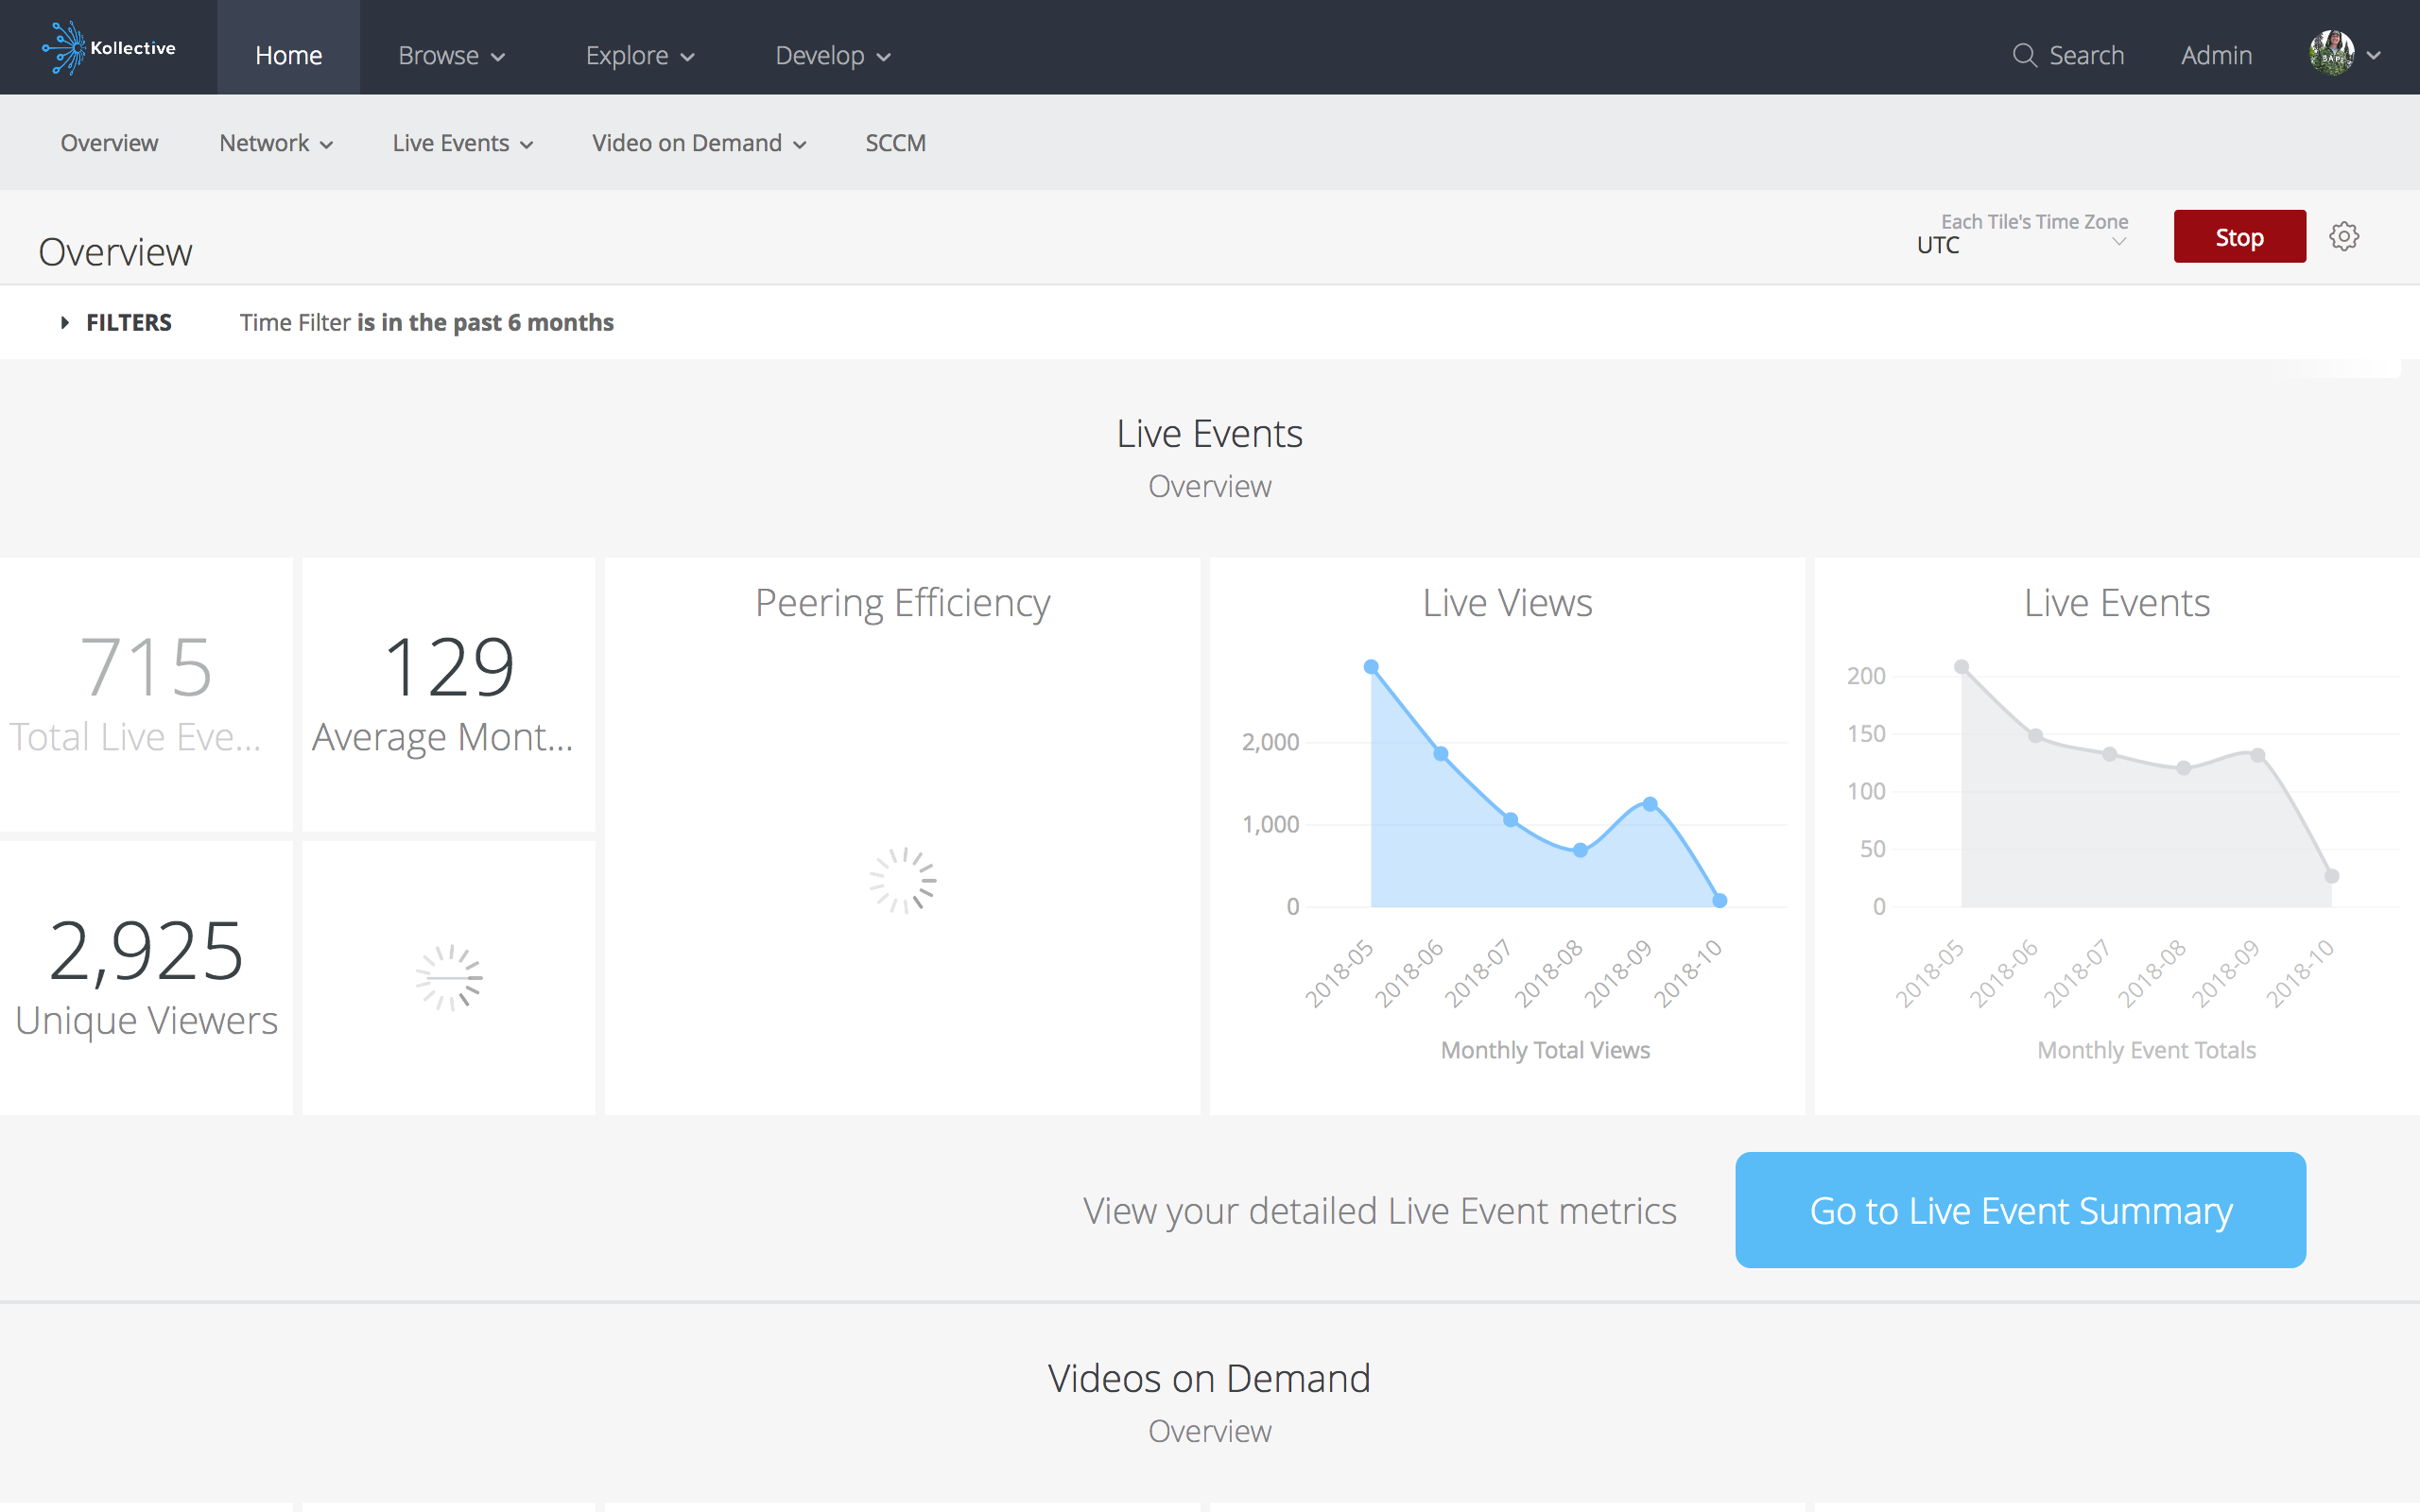 Kollective
Home
Browse
Explore
Develop
Search
Admin
Overview
Network
Live Events
Video on Demand
SCCM
Overview
Each Tile's Time Zone
UTC
Stop
FILTERS
Time Filter is in the past 6 months
Live Events
Overview
715
Total Live Eve...
129
Average Mont...
2,925
Unique Viewers
Peering Efficiency
Live Views
2,000
1,000
0
2018-05
2018-06
2018-07
2018-08
2018-09
2018-10
Monthly Total Views
Live Events
200
150
100
50
0
2018-05
2018-06
2018-07
2018-08
2018-09
2018-10
Monthly Event Totals
View your detailed Live Event metrics
Go to Live Event Summary
Videos on Demand
Overview